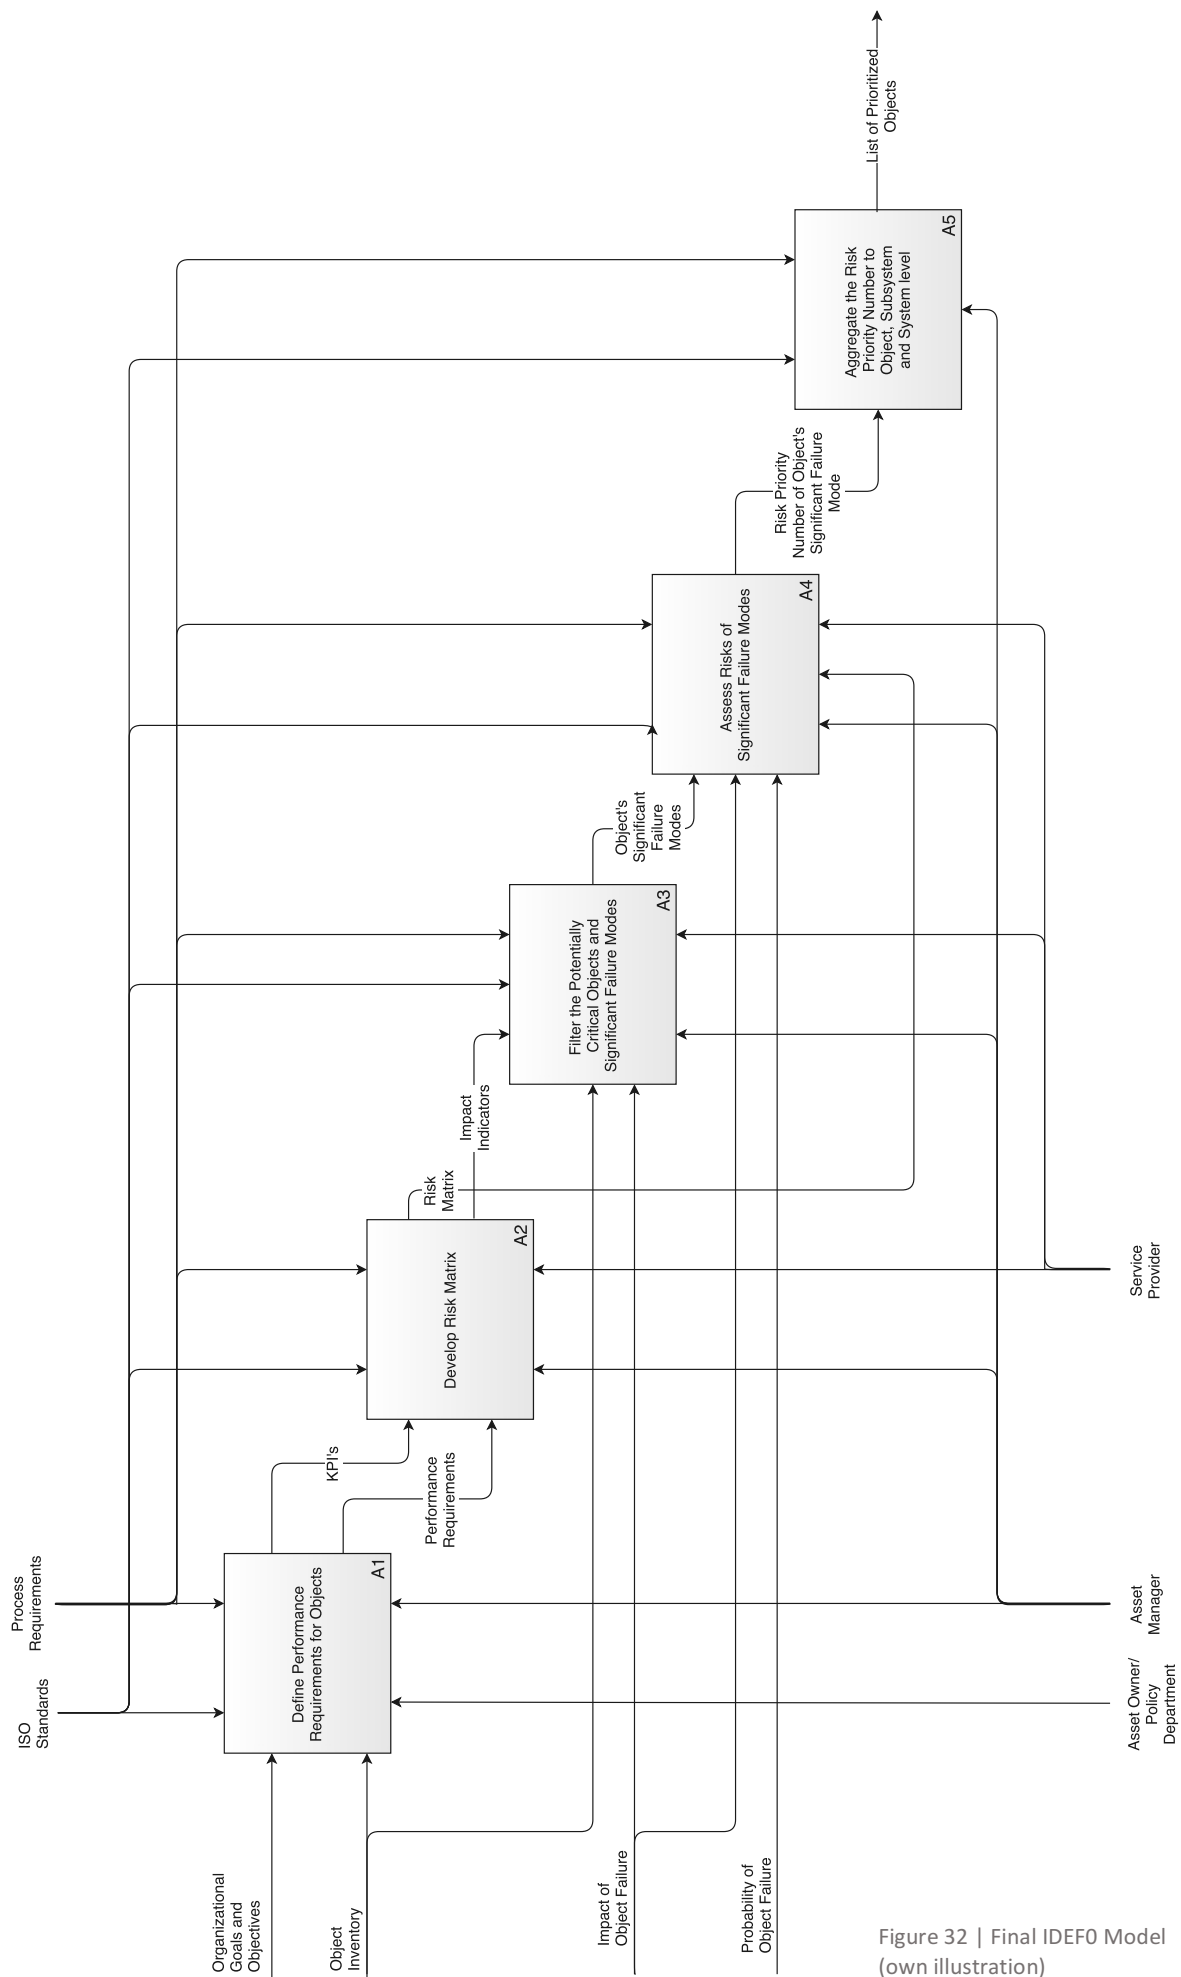 ISO
Standards
Process
Requirements
Organizational
Goals and
Objectives
Object
Inventory
Define Performance
Requirements for Objects
A1
KPI's
Performance
Requirements
Develop Risk Matrix
A2
Risk
Matrix
Impact
Indicators
Filter the Potentially
Critical Objects and
Significant Failure Modes
A3
Object's
Significant
Failure
Modes
Assess Risks of
Significant Failure Modes
A4
Risk Priority
Number of Object's
Significant Failure
Mode
Aggregate the Risk
Priority Number to
Object, Subsystem
and System level
A5
List of Prioritized
Objects
Impact of
Object Failure
Probability of
Object Failure
Asset Owner/
Policy
Department
Asset
Manager
Service
Provider
Figure 32 | Final IDEF0 Model
(own illustration)